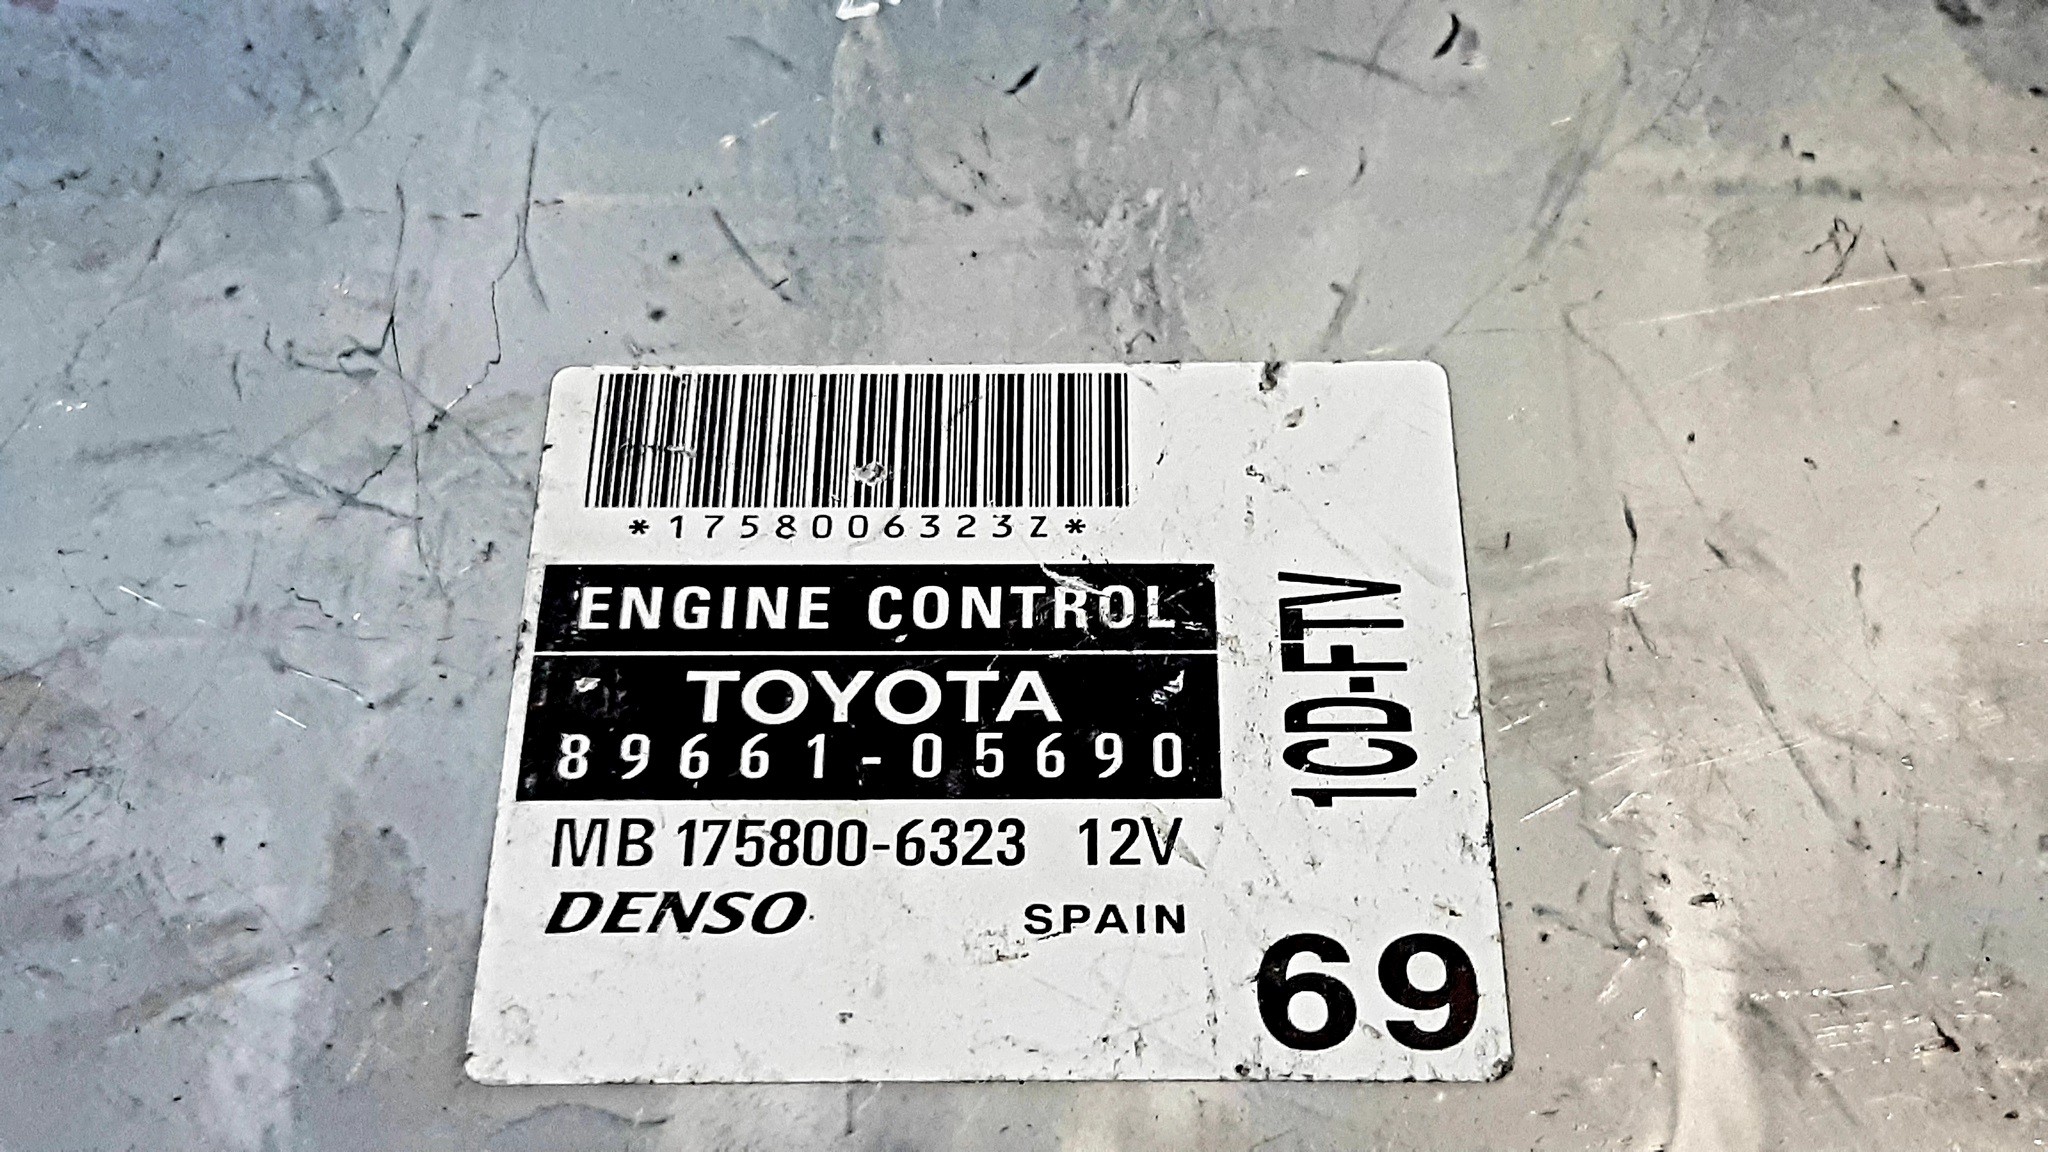 *1758006323Z*
ENGINE CONTROL
TOYOTA
89661-05690
MB 175800-6323 12V
DENSO SPAIN
1CD-FTV
69